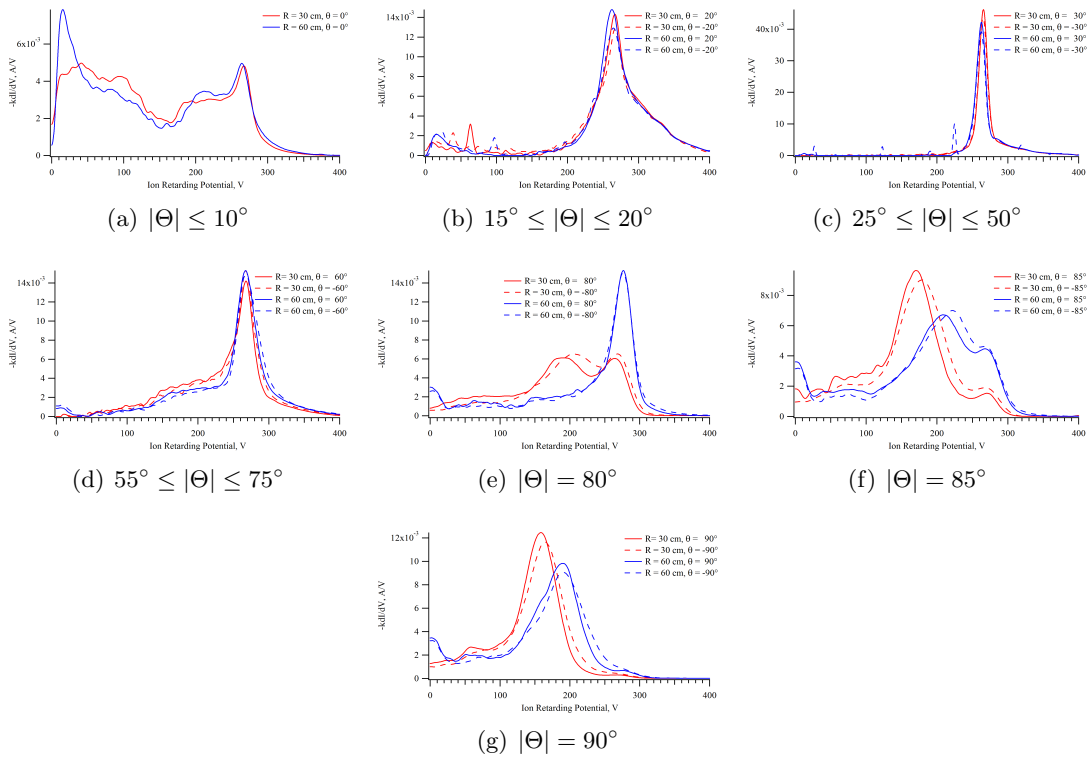 R = 30 cm, θ = 0°
R = 60 cm, θ = 0°
6x10⁻³
4
2
0
-kdI/dV, A/V
0 100 200 300 400
Ion Retarding Potential, V
(a) |Θ| ≤ 10°
R = 30 cm, θ = 20°
R = 30 cm, θ = -20°
R = 60 cm, θ = 20°
R = 60 cm, θ = -20°
14x10⁻³
12
10
8
6
4
2
0
-kdI/dV, A/V
0 100 200 300 400
Ion Retarding Potential, V
(b) 15° ≤ |Θ| ≤ 20°
R = 30 cm, θ = 30°
R = 30 cm, θ = -30°
R = 60 cm, θ = 30°
R = 60 cm, θ = -30°
40x10⁻³
30
20
10
0
-kdI/dV, A/V
0 100 200 300 400
Ion Retarding Potential, V
(c) 25° ≤ |Θ| ≤ 50°
R= 30 cm, θ = 60°
R = 30 cm, θ = -60°
R = 60 cm, θ = 60°
R = 60 cm, θ = -60°
14x10⁻³
12
10
8
6
4
2
0
-kdI/dV, A/V
0 100 200 300 400
Ion Retarding Potential, V
(d) 55° ≤ |Θ| ≤ 75°
R = 30 cm, θ = 80°
R = 30 cm, θ = -80°
R = 60 cm, θ = 80°
R = 60 cm, θ = -80°
14x10⁻³
12
10
8
6
4
2
0
-kdI/dV, A/V
0 100 200 300 400
Ion Retarding Potential, V
(e) |Θ| = 80°
R= 30 cm, θ = 85°
R = 30 cm, θ = -85°
R = 60 cm, θ = 85°
R = 60 cm, θ = -85°
8x10⁻³
6
4
2
0
-kdI/dV, A/V
0 100 200 300 400
Ion Retarding Potential, V
(f) |Θ| = 85°
R = 30 cm, θ = 90°
R = 30 cm, θ = -90°
R = 60 cm, θ = 90°
R = 60 cm, θ = -90°
12x10⁻³
10
8
6
4
2
0
-kdI/dV, A/V
0 100 200 300 400
Ion Retarding Potential, V
(g) |Θ| = 90°